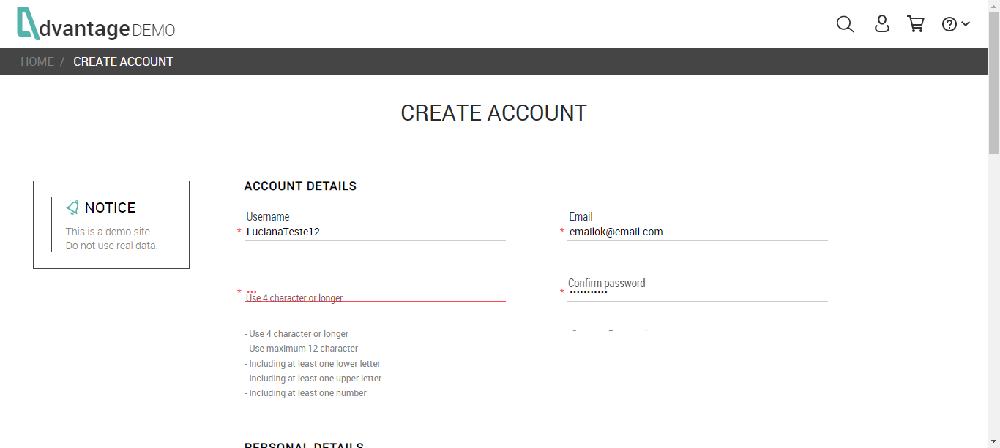 dvantage DEMO
HOME / CREATE ACCOUNT
CREATE ACCOUNT
NOTICE
This is a demo site.
Do not use real data.
ACCOUNT DETAILS
Username
* LucianaTeste12
Email
* emailok@email.com
* •••
Use 4 character or longer
Confirm password
* •••••••••••
- Use 4 character or longer
- Use maximum 12 character
- Including at least one lower letter
- Including at least one upper letter
- Including at least one number
PERSONAL DETAILS